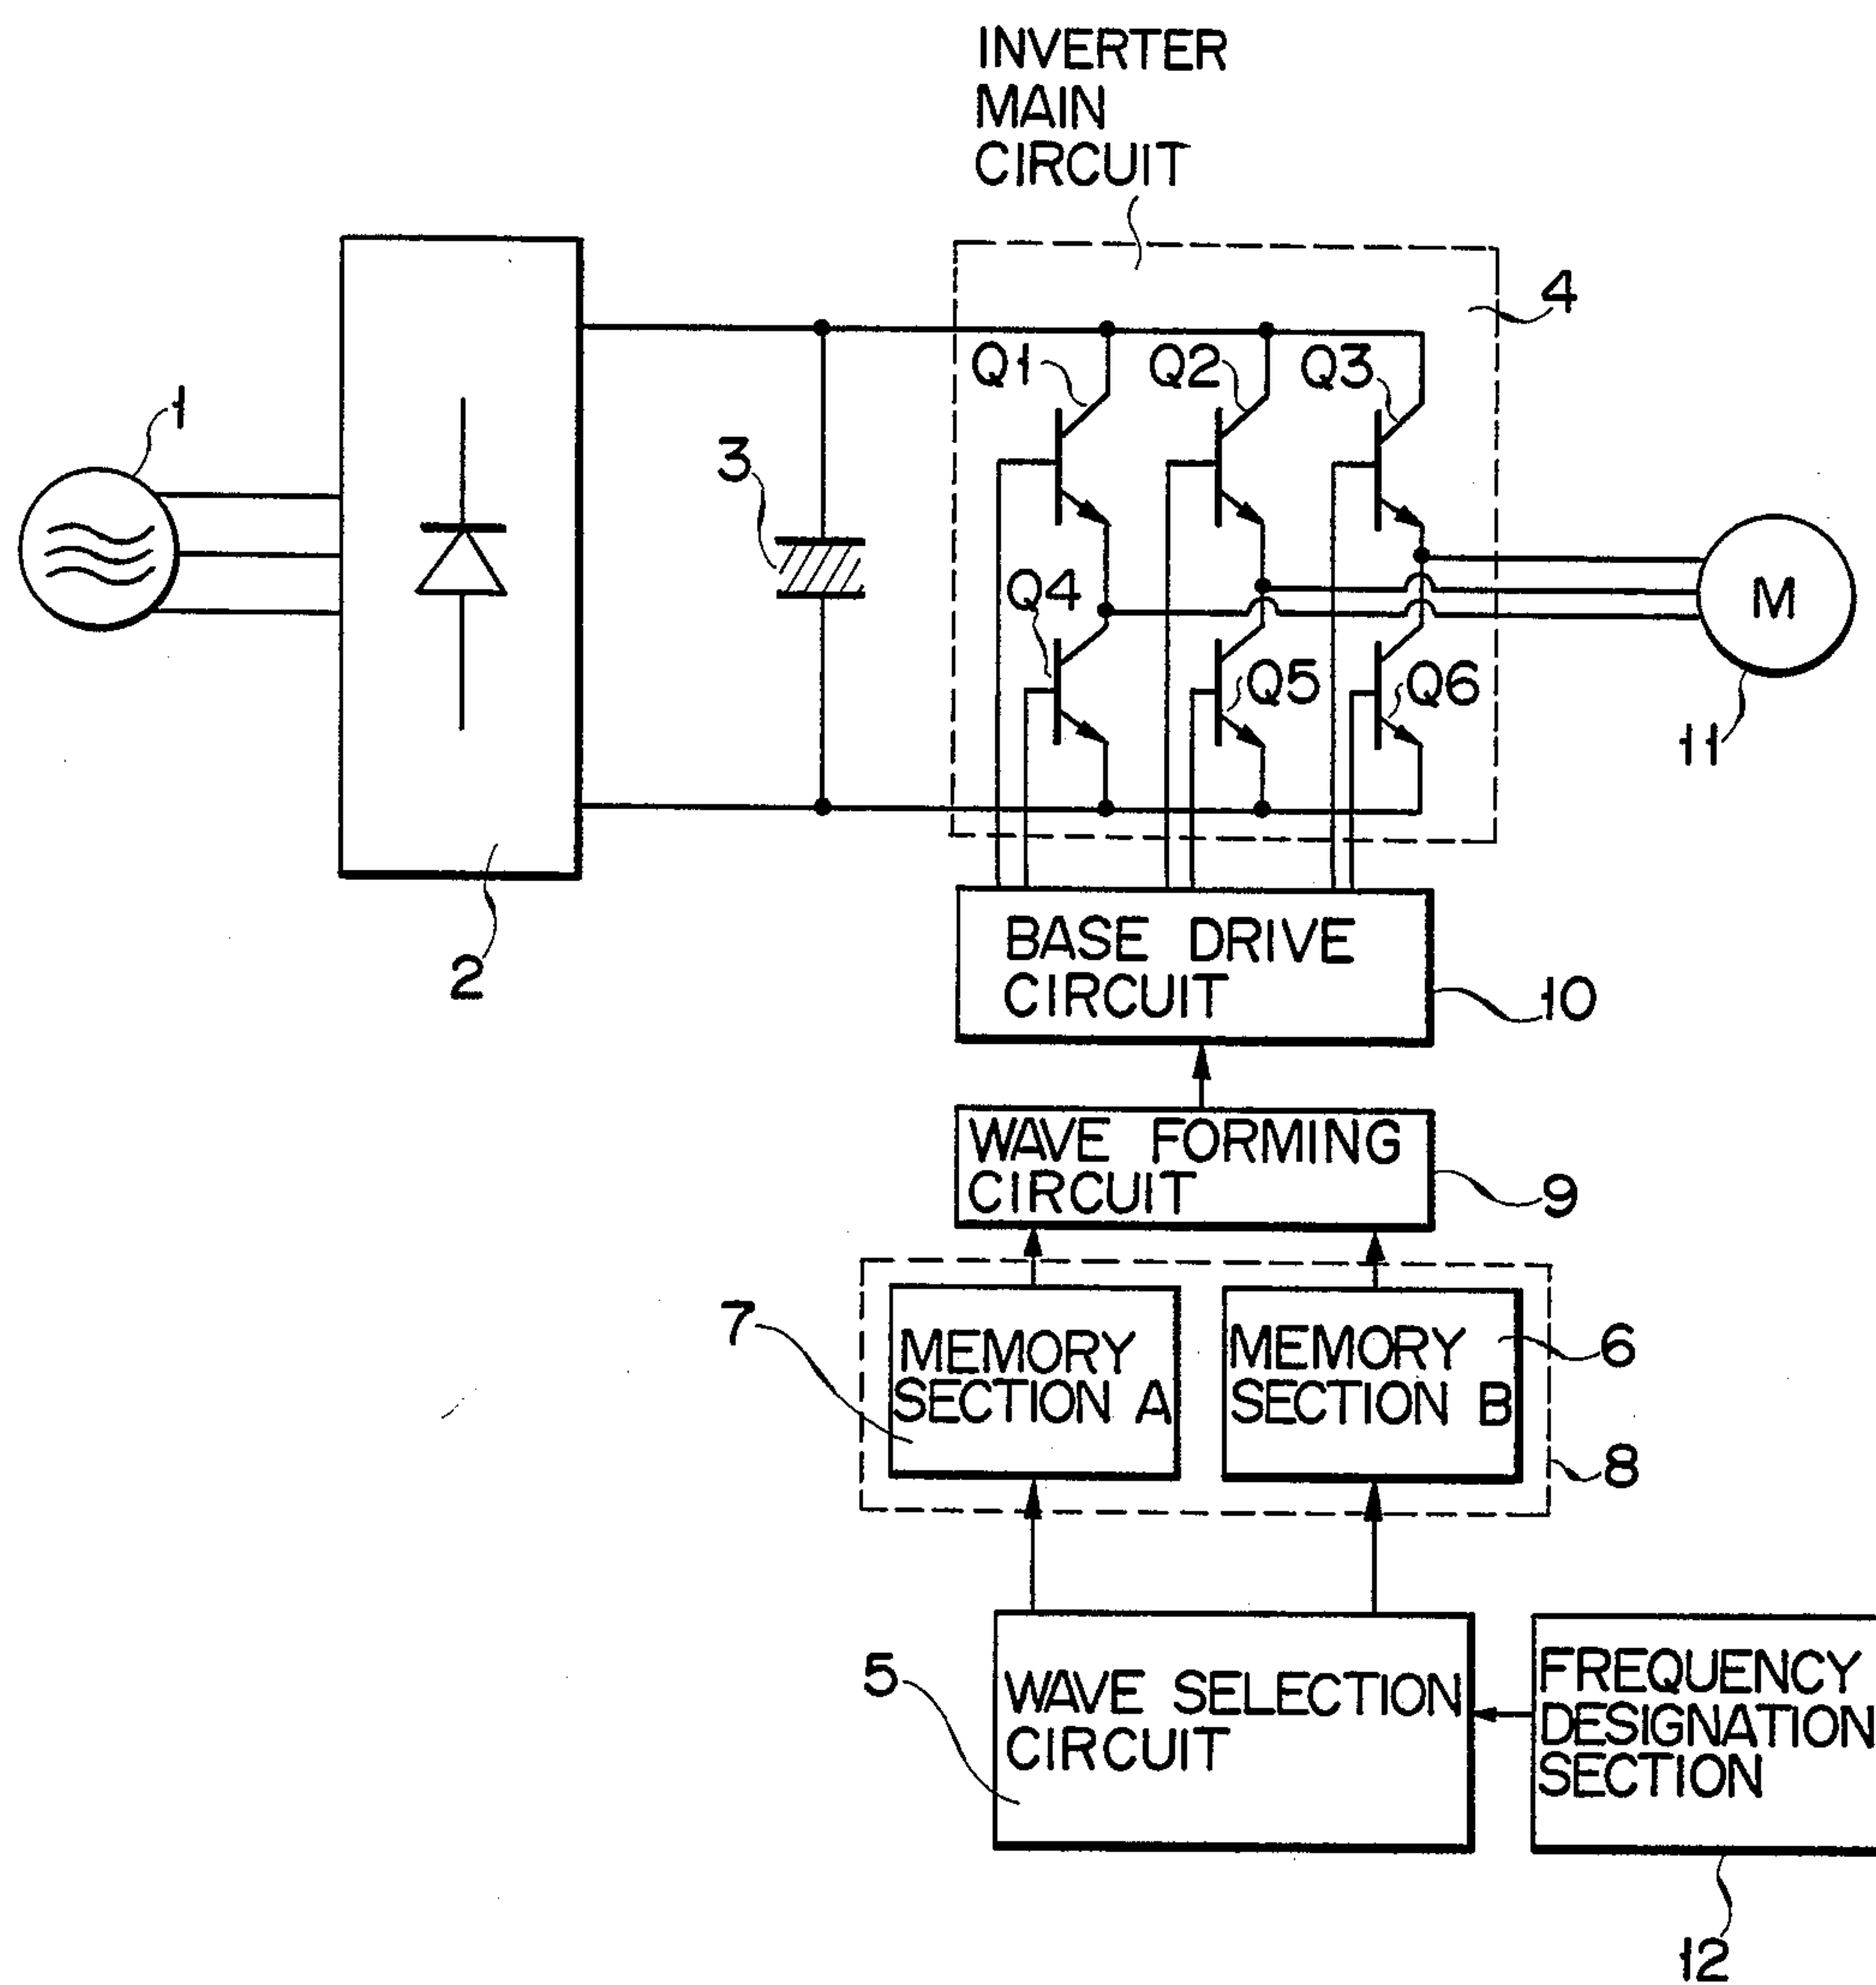 INVERTER
MAIN
CIRCUIT
4
Q1
Q2
Q3
1
3
Q4
M
Q5
Q6
11
2
BASE DRIVE
CIRCUIT
10
WAVE FORMING
CIRCUIT
9
7
MEMORY
SECTION A
MEMORY
SECTION B
6
8
5
WAVE SELECTION
CIRCUIT
FREQUENCY
DESIGNATION
SECTION
12